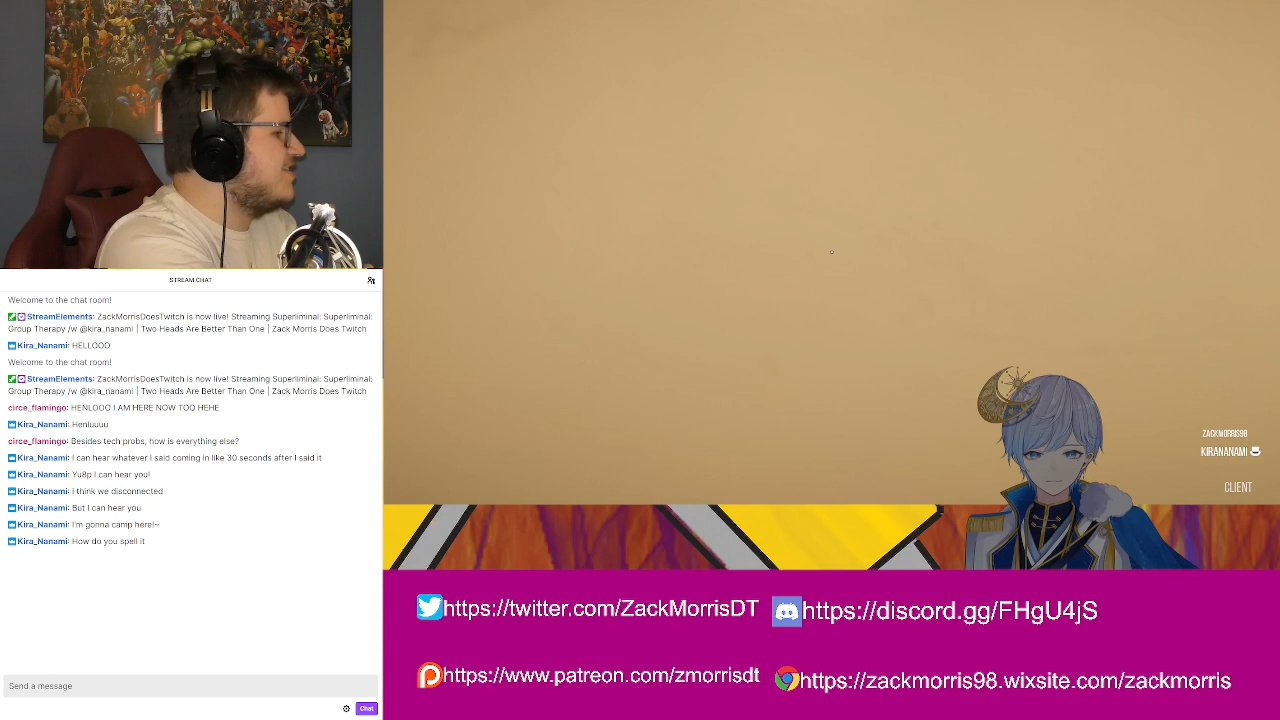 STREAM CHAT
Welcome to the chat room!
StreamElements: ZackMorrisDoesTwitch is now live! Streaming Superliminal: Superliminal:
Group Therapy /w @kira_nanami | Two Heads Are Better Than One | Zack Morris Does Twitch
Kira_Nanami: HELLOOO
Welcome to the chat room!
StreamElements: ZackMorrisDoesTwitch is now live! Streaming Superliminal: Superliminal:
Group Therapy /w @kira_nanami | Two Heads Are Better Than One | Zack Morris Does Twitch
circe_flamingo: HENLOOO I AM HERE NOW TOO HEHE
Kira_Nanami: Henluuuu
circe_flamingo: Besides tech probs, how is everything else?
Kira_Nanami: I can hear whatever I said coming in like 30 seconds after I said it
Kira_Nanami: Yu8p I can hear you!
Kira_Nanami: I think we disconnected
Kira_Nanami: But I can hear you
Kira_Nanami: I'm gonna camp here!~
Kira_Nanami: How do you spell it
Send a message
Chat
ZACKMORRIS98
KIRANANAMI
CLIENT
https://twitter.com/ZackMorrisDT
https://discord.gg/FHgU4jS
https://www.patreon.com/zmorrisdt
https://zackmorris98.wixsite.com/zackmorris